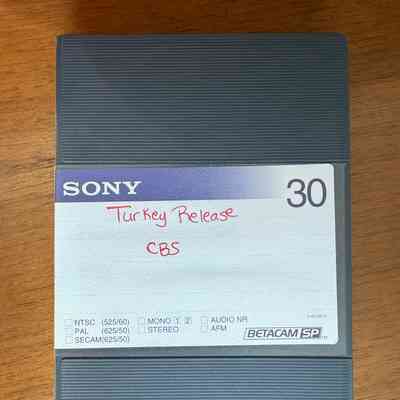 SONY 30
Turkey Release
CBS
NTSC (525/60) MONO 1 2 AUDIO NR
PAL (625/50) STEREO AFM
SECAM(625/50) BETACAM SP